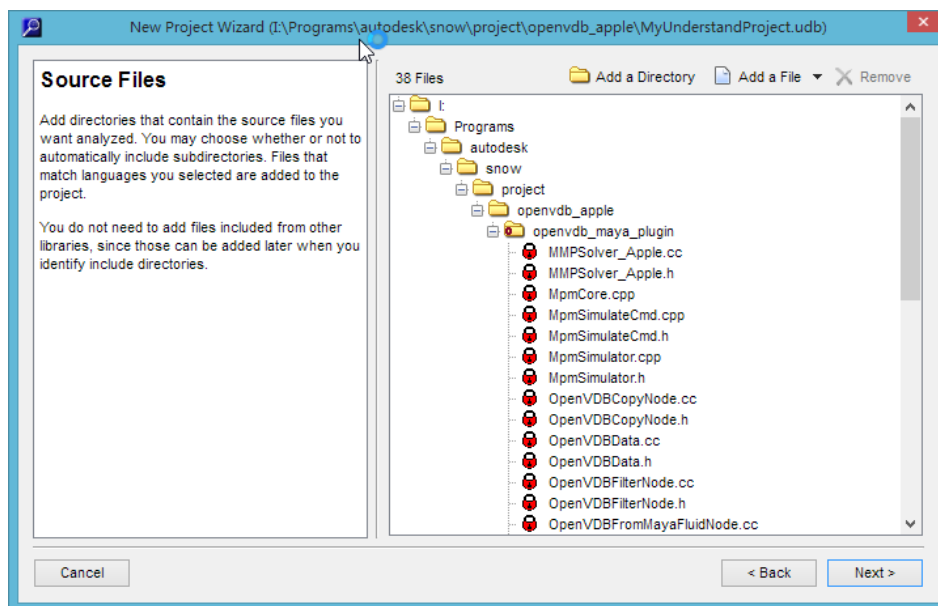 New Project Wizard (I:\Programs\autodesk\snow\project\openvdb_apple\MyUnderstandProject.udb)
Source Files
Add directories that contain the source files you
want analyzed. You may choose whether or not to
automatically include subdirectories. Files that
match languages you selected are added to the
project.
You do not need to add files included from other
libraries, since those can be added later when you
identify include directories.
38 Files
Add a Directory
Add a File
Remove
I:
Programs
autodesk
snow
project
openvdb_apple
openvdb_maya_plugin
MMPSolver_Apple.cc
MMPSolver_Apple.h
MpmCore.cpp
MpmSimulateCmd.cpp
MpmSimulateCmd.h
MpmSimulator.cpp
MpmSimulator.h
OpenVDBCopyNode.cc
OpenVDBCopyNode.h
OpenVDBData.cc
OpenVDBData.h
OpenVDBFilterNode.cc
OpenVDBFilterNode.h
OpenVDBFromMayaFluidNode.cc
Cancel
< Back
Next >